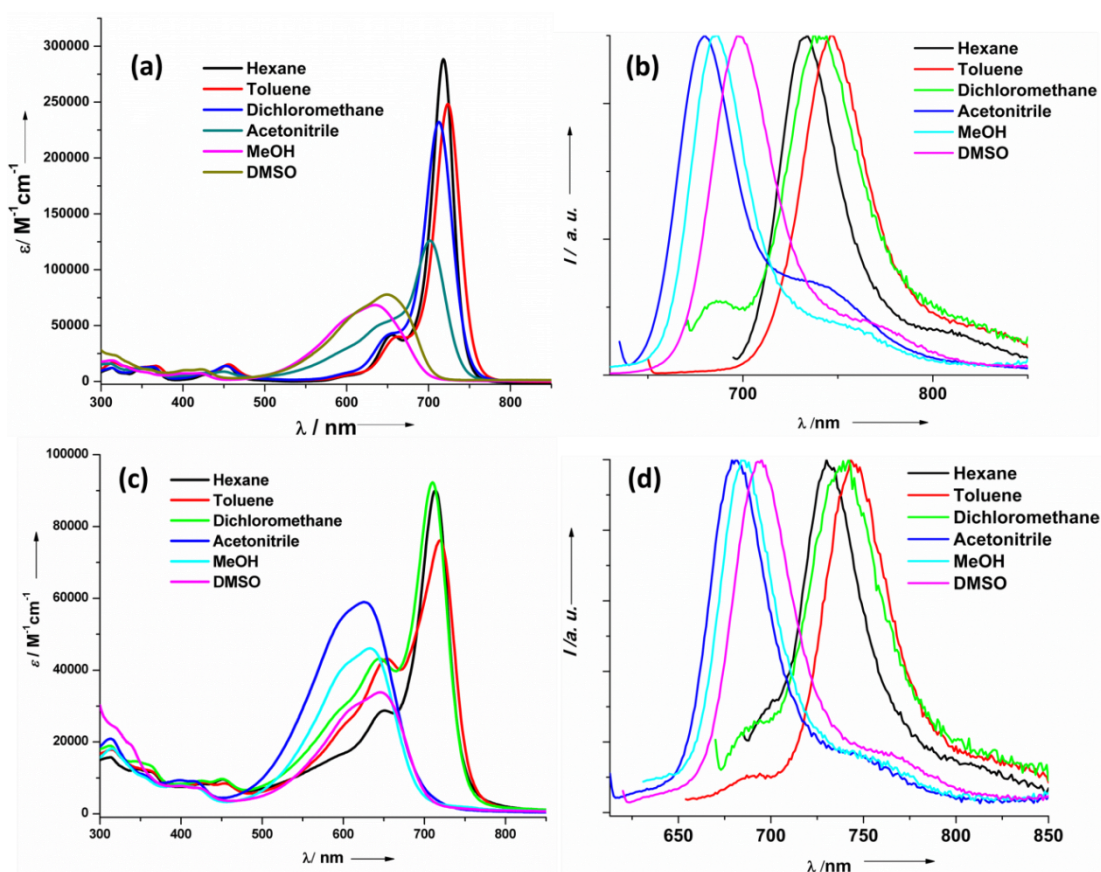 (a)
Hexane
Toluene
Dichloromethane
Acetonitrile
MeOH
DMSO
ε/ M⁻¹cm⁻¹
300000
250000
200000
150000
100000
50000
0
300 400 500 600 700 800
λ / nm
(b)
Hexane
Toluene
Dichloromethane
Acetonitrile
MeOH
DMSO
I / a. u.
700 800
λ /nm
(c)
Hexane
Toluene
Dichloromethane
Acetonitrile
MeOH
DMSO
ε / M⁻¹cm⁻¹
100000
80000
60000
40000
20000
0
300 400 500 600 700 800
λ/ nm
(d)
Hexane
Toluene
Dichloromethane
Acetonitrile
MeOH
DMSO
I /a. u.
650 700 750 800 850
λ /nm